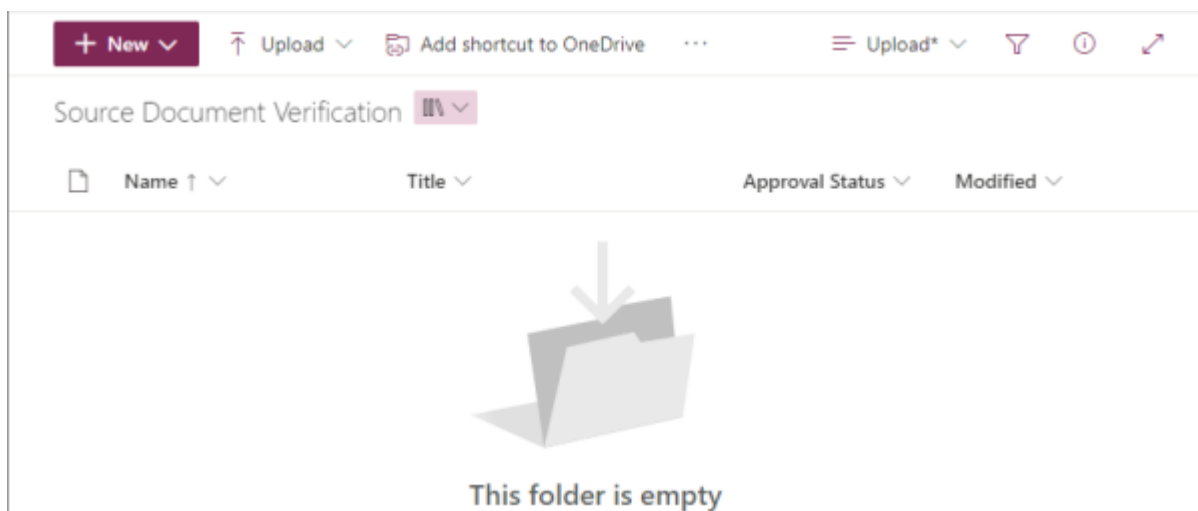 + New Upload Add shortcut to OneDrive ... Upload*
Source Document Verification
Name ↑ Title Approval Status Modified
This folder is empty